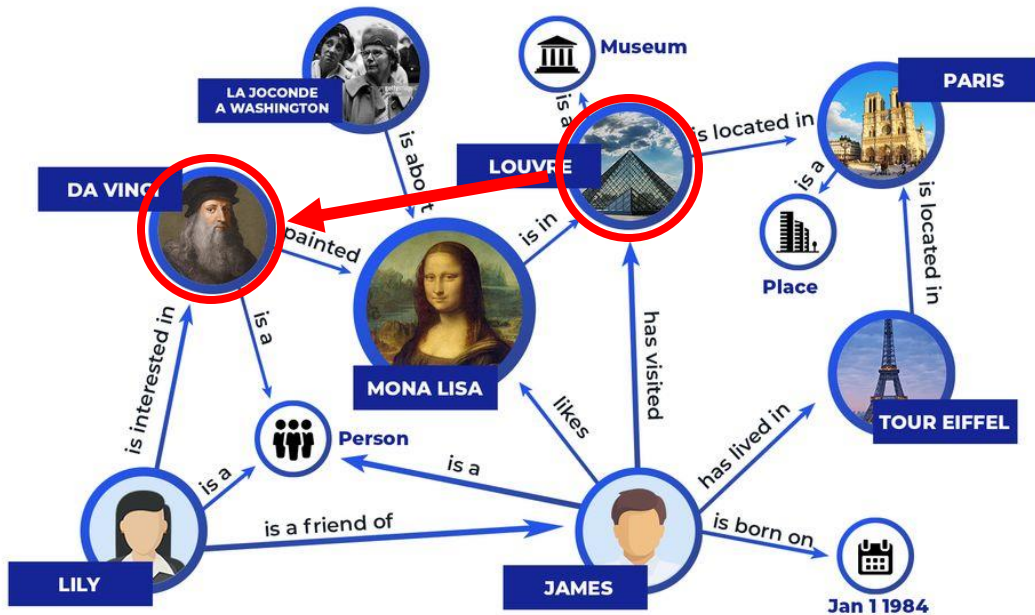 LA JOCONDE
A WASHINGTON
Museum
PARIS
is a
is located in
LOUVRE
is about
DA VINCI
painted
is in
is a
Place
is located in
is a
is interested in
MONA LISA
has visited
likes
TOUR EIFFEL
Person
has lived in
is a
is a
is a friend of
is born on
LILY
JAMES
Jan 1 1984